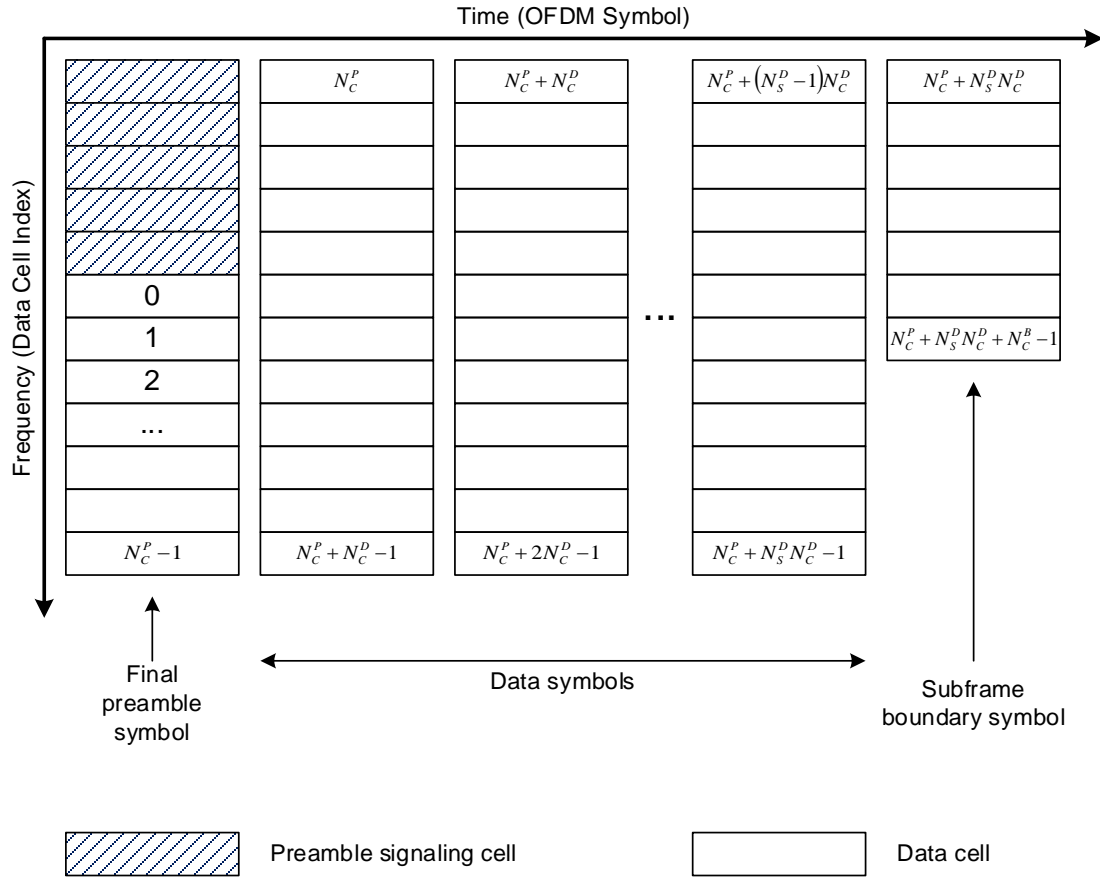 Time (OFDM Symbol)
Frequency (Data Cell Index)
$N_C^P$
$N_C^P + N_C^D$
$N_C^P + (N_S^D - 1)N_C^D$
$N_C^P + N_S^D N_C^D$
0
1
2
...
...
$N_C^P + N_S^D N_C^D + N_C^B - 1$
$N_C^P - 1$
$N_C^P + N_C^D - 1$
$N_C^P + 2N_C^D - 1$
$N_C^P + N_S^D N_C^D - 1$
Final
preamble
symbol
Data symbols
Subframe
boundary symbol
Preamble signaling cell
Data cell